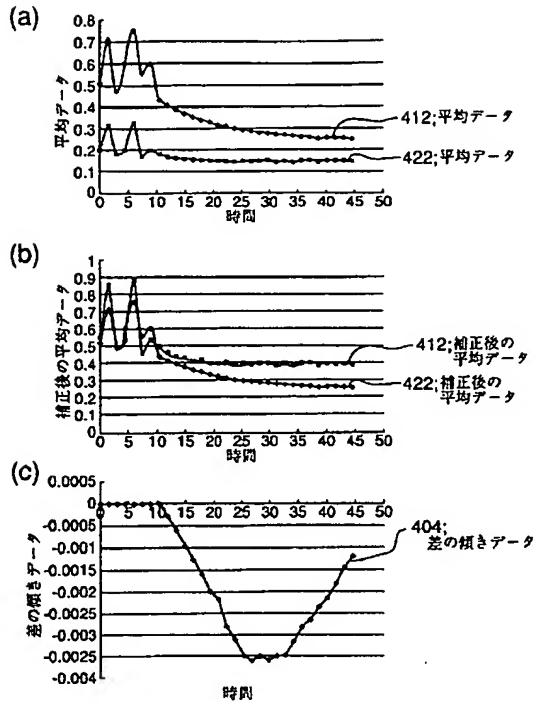 (a)
0.8
0.7
0.6
0.5
0.4
0.3
0.2
0.1
0
平均データ
0 5 10 15 20 25 30 35 40 45 50
時間
412;平均データ
422;平均データ
(b)
1
0.9
0.8
0.7
0.6
0.5
0.4
0.3
0.2
0.1
0
補正後の平均データ
0 5 10 15 20 25 30 35 40 45 50
時間
412;補正後の
平均データ
422;補正後の
平均データ
(c)
0.0005
0
-0.0005
-0.001
-0.0015
-0.002
-0.0025
-0.003
-0.0025
-0.004
差の傾きデータ
0 5 10 15 20 25 30 35 40 45 50
時間
404;
差の傾きデータ